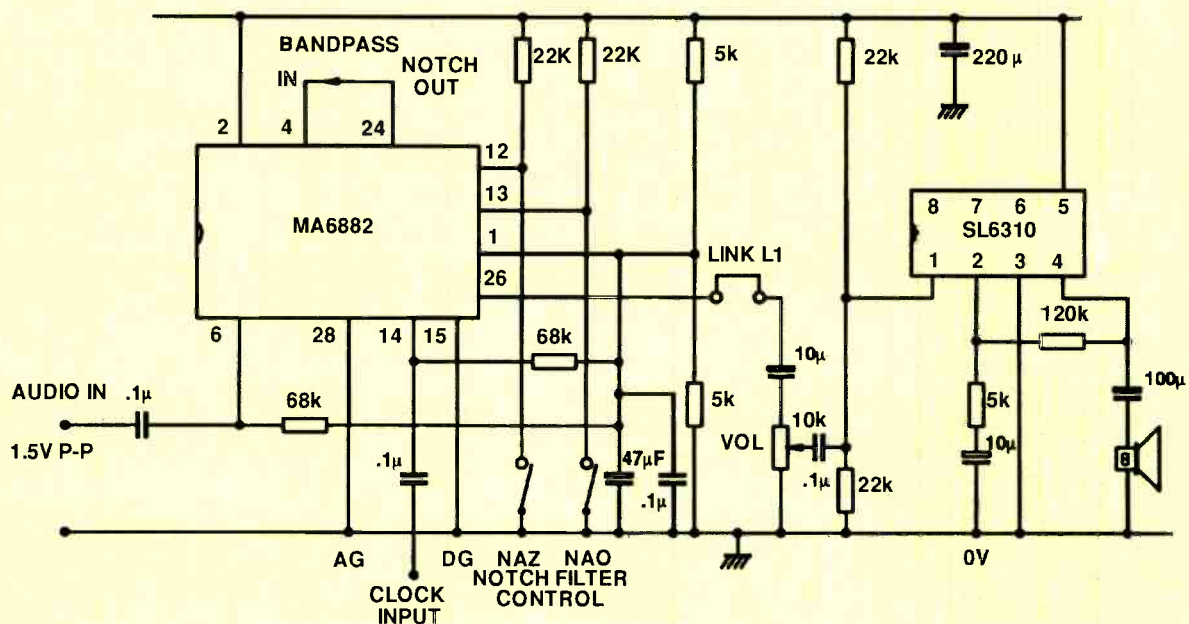 BANDPASS
IN
NOTCH
OUT
22K
22K
5k
22k
220 μ
2
4
24
12
13
1
26
MA6882
8 7 6 5
SL6310
1 2 3 4
LINK L1
6
28
14
15
68k
120k
10μ
100μ
AUDIO IN
.1μ
68k
5k
10k
5k
1.5V P-P
VOL
.1μ
47μF
.1μ
.1μ
22k
10μ
8
AG
DG
NAZ
NAO
0V
NOTCH FILTER
CONTROL
CLOCK
INPUT